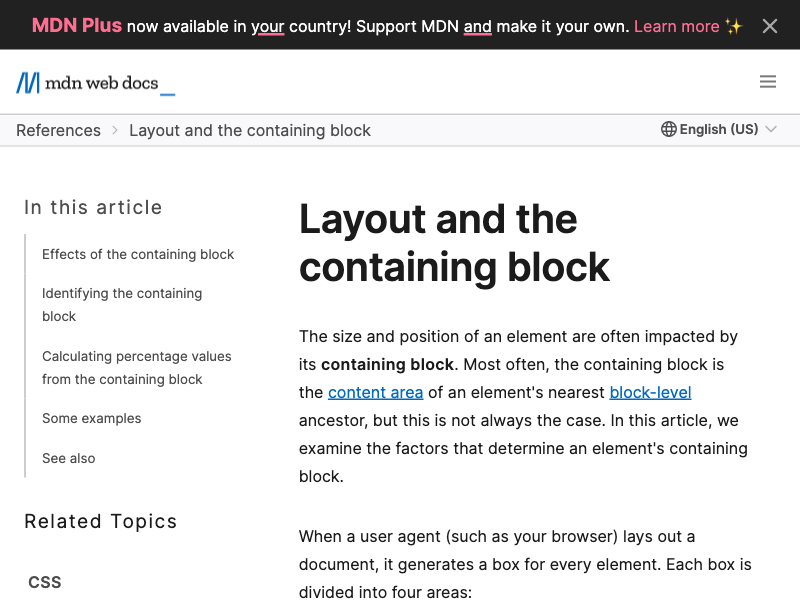 MDN Plus now available in your country! Support MDN and make it your own. Learn more ✨
mdn web docs_
References
Layout and the containing block
English (US)
In this article
Effects of the containing block
Identifying the containing
block
Calculating percentage values
from the containing block
Some examples
See also
Related Topics
CSS
Layout and the
containing block
The size and position of an element are often impacted by
its containing block. Most often, the containing block is
the content area of an element's nearest block-level
ancestor, but this is not always the case. In this article, we
examine the factors that determine an element's containing
block.
When a user agent (such as your browser) lays out a
document, it generates a box for every element. Each box is
divided into four areas: